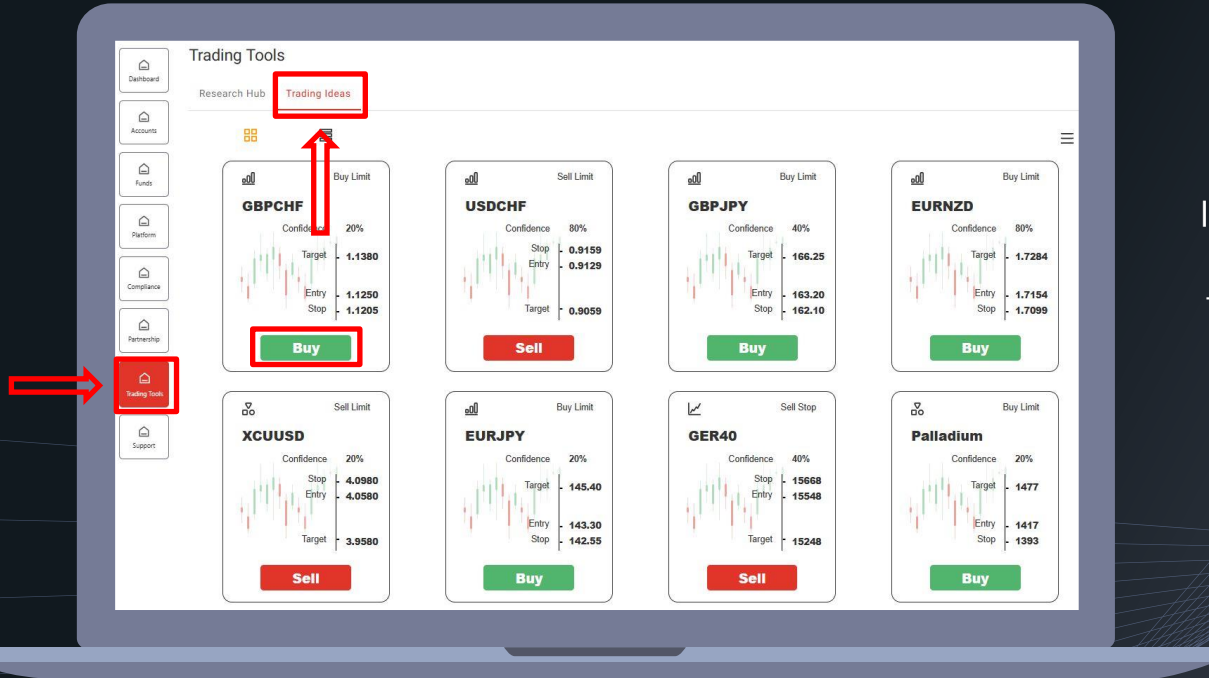 Trading Tools
Research Hub
Trading Ideas
Dashboard
Accounts
Funds
Platform
Compliance
Partnership
Trading Tools
Support
Buy Limit
GBPCHF
Confidence 20%
Target 1.1380
Entry 1.1250
Stop 1.1205
Buy
Sell Limit
USDCHF
Confidence 80%
Stop 0.9159
Entry 0.9129
Target 0.9059
Sell
Buy Limit
GBPJPY
Confidence 40%
Target 166.25
Entry 163.20
Stop 162.10
Buy
Buy Limit
EURNZD
Confidence 80%
Target 1.7284
Entry 1.7154
Stop 1.7099
Buy
Sell Limit
XCUUSD
Confidence 20%
Stop 4.0980
Entry 4.0580
Target 3.9580
Sell
Buy Limit
EURJPY
Confidence 20%
Target 145.40
Entry 143.30
Stop 142.55
Buy
Sell Stop
GER40
Confidence 40%
Stop 15668
Entry 15548
Target 15248
Sell
Buy Limit
Palladium
Confidence 20%
Target 1477
Entry 1417
Stop 1393
Buy